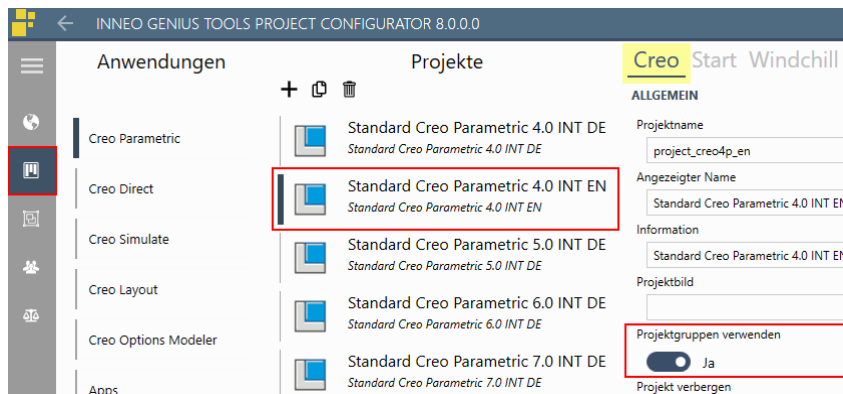 INNEO GENIUS TOOLS PROJECT CONFIGURATOR 8.0.0.0
Anwendungen
Creo Parametric
Creo Direct
Creo Simulate
Creo Layout
Creo Options Modeler
Apps
Projekte
Standard Creo Parametric 4.0 INT DE
Standard Creo Parametric 4.0 INT DE
Standard Creo Parametric 4.0 INT EN
Standard Creo Parametric 4.0 INT EN
Standard Creo Parametric 5.0 INT DE
Standard Creo Parametric 5.0 INT DE
Standard Creo Parametric 6.0 INT DE
Standard Creo Parametric 6.0 INT DE
Standard Creo Parametric 7.0 INT DE
Standard Creo Parametric 7.0 INT DE
Creo Start Windchill
ALLGEMEIN
Projektname
project_creo4p_en
Angezeigter Name
Standard Creo Parametric 4.0 INT EN
Information
Standard Creo Parametric 4.0 INT EN
Projektbild
Projektgruppen verwenden
Ja
Projekt verbergen